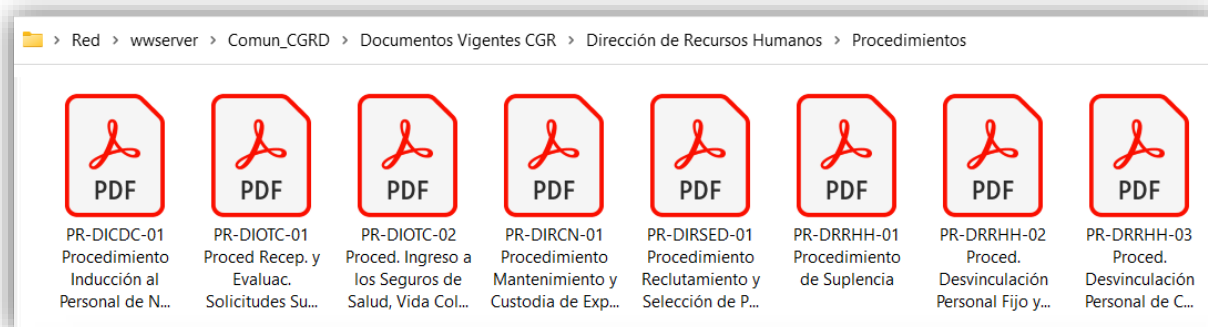 > Red > wwserver > Comun_CGRD > Documentos Vigentes CGR > Dirección de Recursos Humanos > Procedimientos
PDF
PR-DICDC-01
Procedimiento
Inducción al
Personal de N...
PDF
PR-DIOTC-01
Proced Recep. y
Evaluac.
Solicitudes Su...
PDF
PR-DIOTC-02
Proced. Ingreso a
los Seguros de
Salud, Vida Col...
PDF
PR-DIRCN-01
Procedimiento
Mantenimiento y
Custodia de Exp...
PDF
PR-DIRSED-01
Procedimiento
Reclutamiento y
Selección de P...
PDF
PR-DRRHH-01
Procedimiento
de Suplencia
PDF
PR-DRRHH-02
Proced.
Desvinculación
Personal Fijo y...
PDF
PR-DRRHH-03
Proced.
Desvinculación
Personal de C...